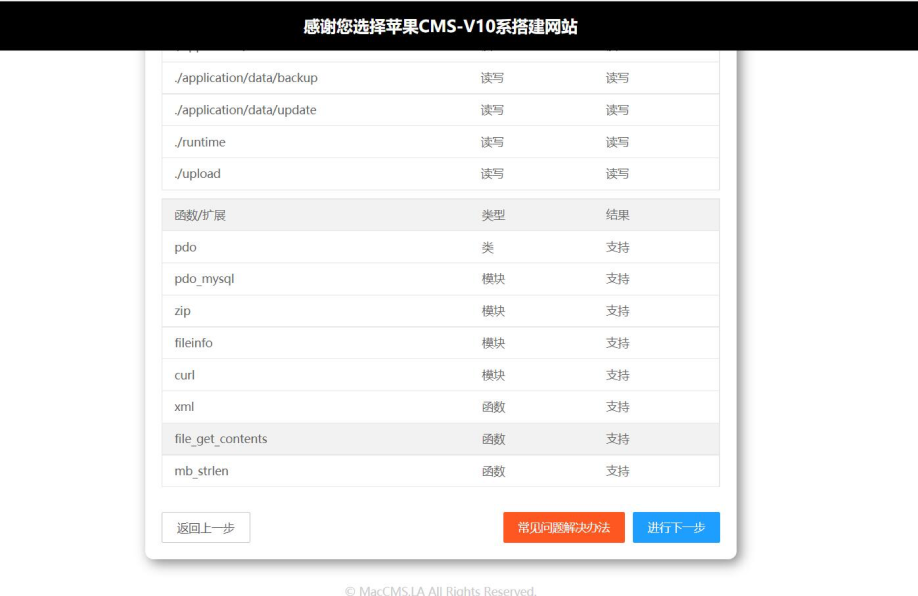 感谢您选择苹果CMS-V10系搭建网站
./application/data/backup 读写 读写
./application/data/update 读写 读写
./runtime 读写 读写
./upload 读写 读写
函数/扩展 类型 结果
pdo 类 支持
pdo_mysql 模块 支持
zip 模块 支持
fileinfo 模块 支持
curl 模块 支持
xml 函数 支持
file_get_contents 函数 支持
mb_strlen 函数 支持
返回上一步 常见问题解决办法 进行下一步
© MacCMS.LA All Rights Reserved.